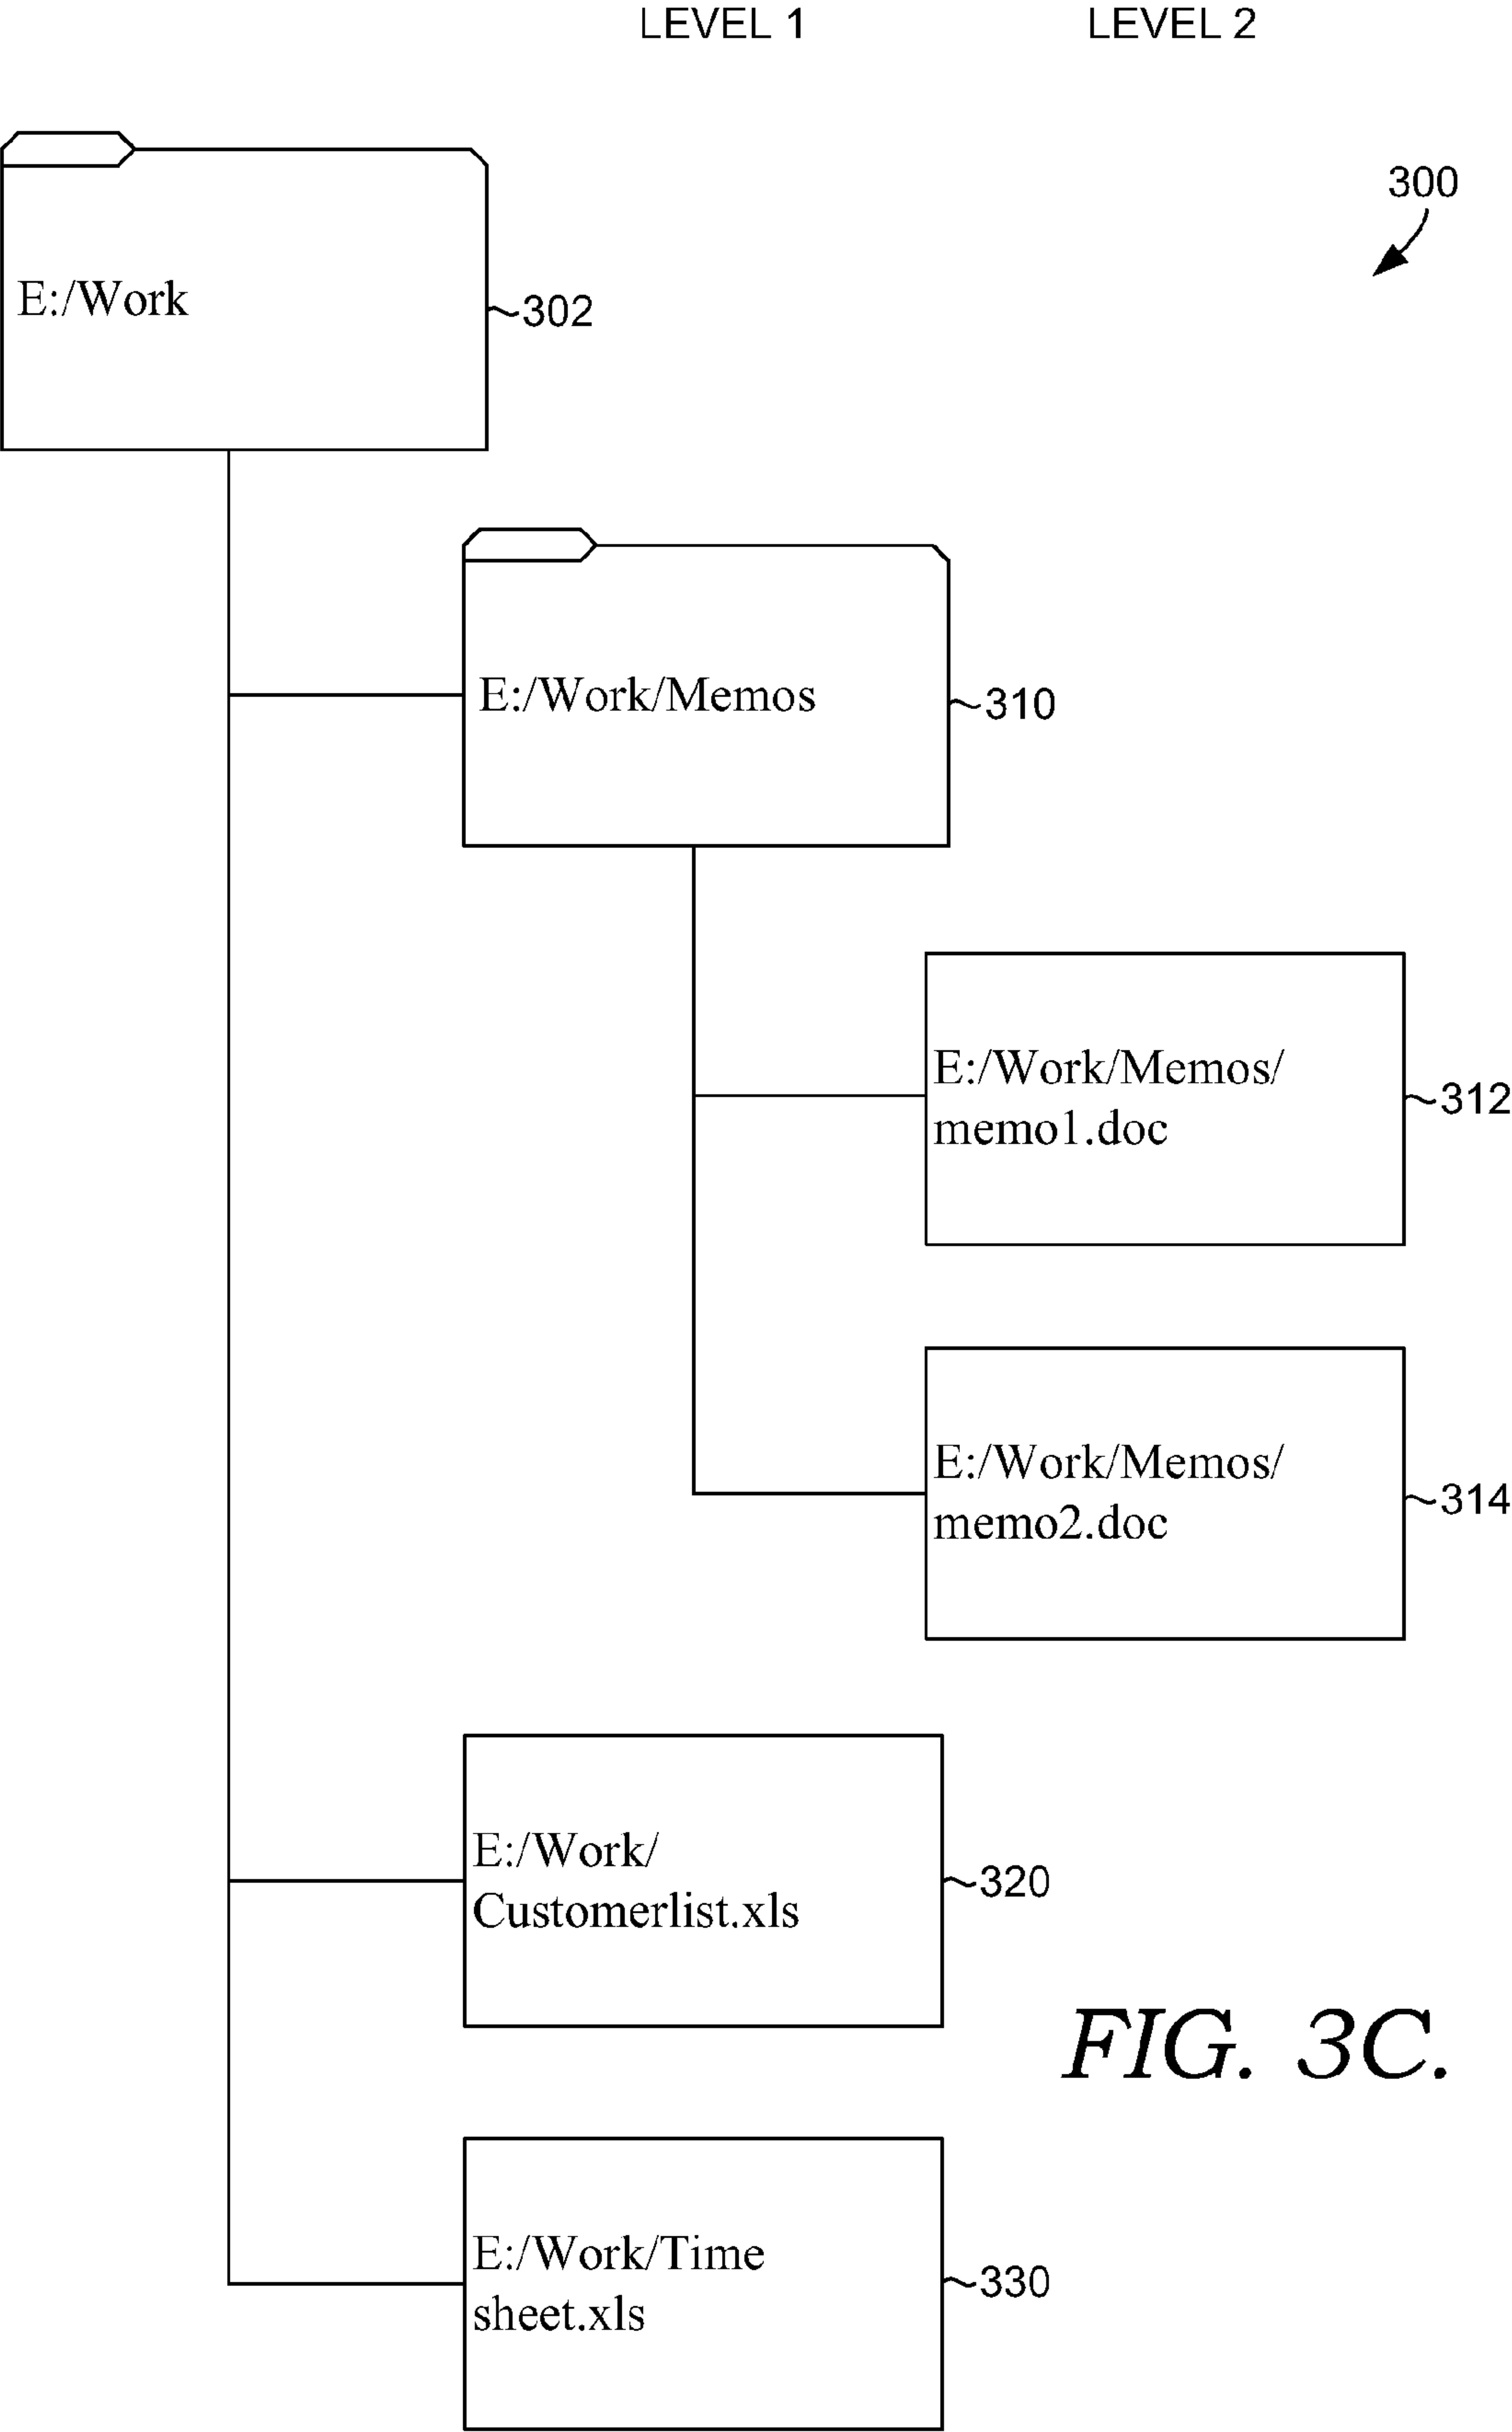 LEVEL 1 LEVEL 2
300
E:/Work
302
E:/Work/Memos
310
E:/Work/Memos/
memo1.doc
312
E:/Work/Memos/
memo2.doc
314
E:/Work/
Customerlist.xls
320
FIG. 3C.
E:/Work/Time
sheet.xls
330